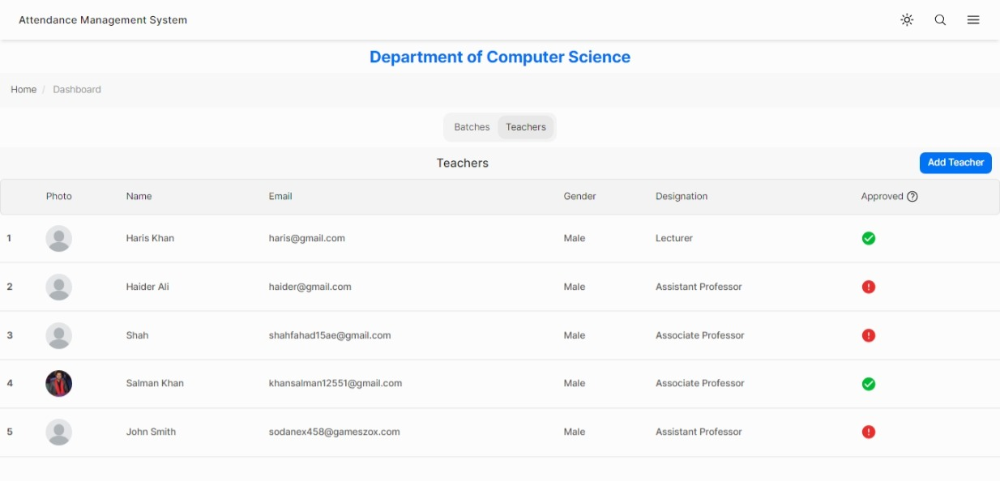 Attendance Management System
Department of Computer Science
Home / Dashboard
Batches Teachers
Teachers Add Teacher
Photo Name Email Gender Designation Approved ?
1 Haris Khan haris@gmail.com Male Lecturer
2 Haider Ali haider@gmail.com Male Assistant Professor
3 Shah shahfahad15ae@gmail.com Male Associate Professor
4 Salman Khan khansalman12551@gmail.com Male Associate Professor
5 John Smith sodanex458@gameszox.com Male Assistant Professor